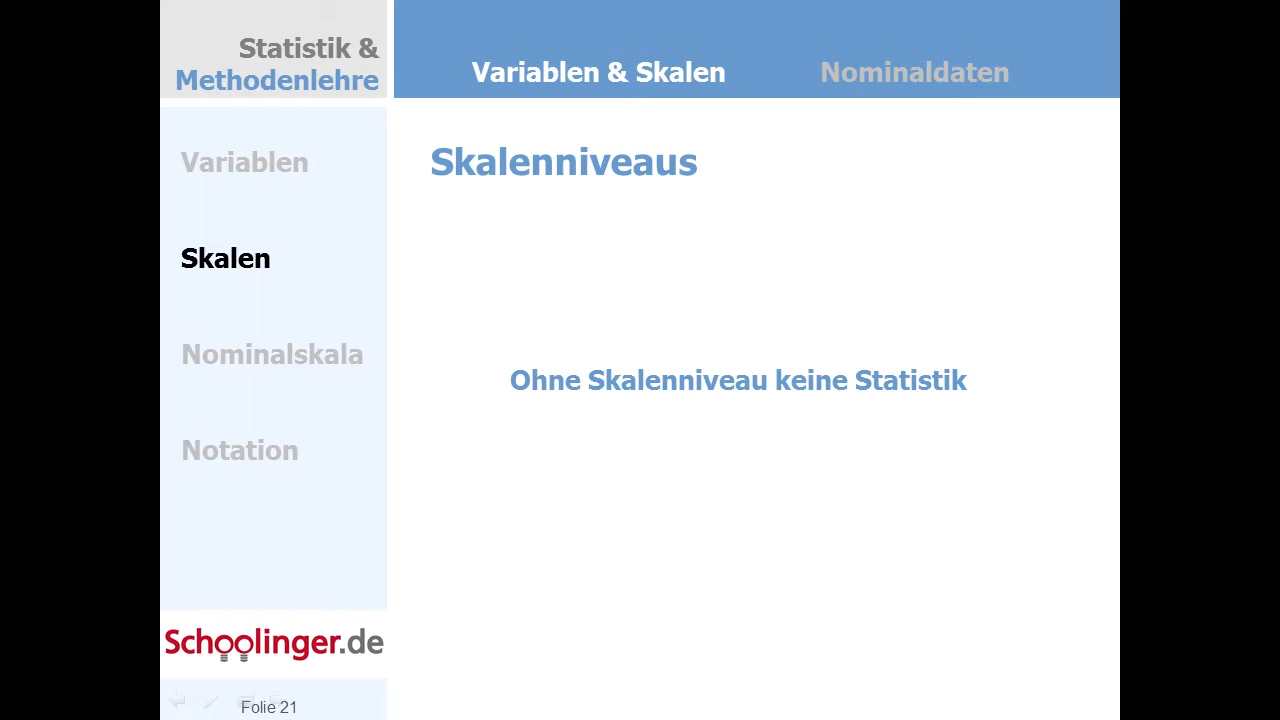 Statistik &
Methodenlehre
Variablen & Skalen
Nominaldaten
Variablen
Skalen
Nominalskala
Notation
Skalenniveaus
Ohne Skalenniveau keine Statistik
Schoolinger.de
Folie 21